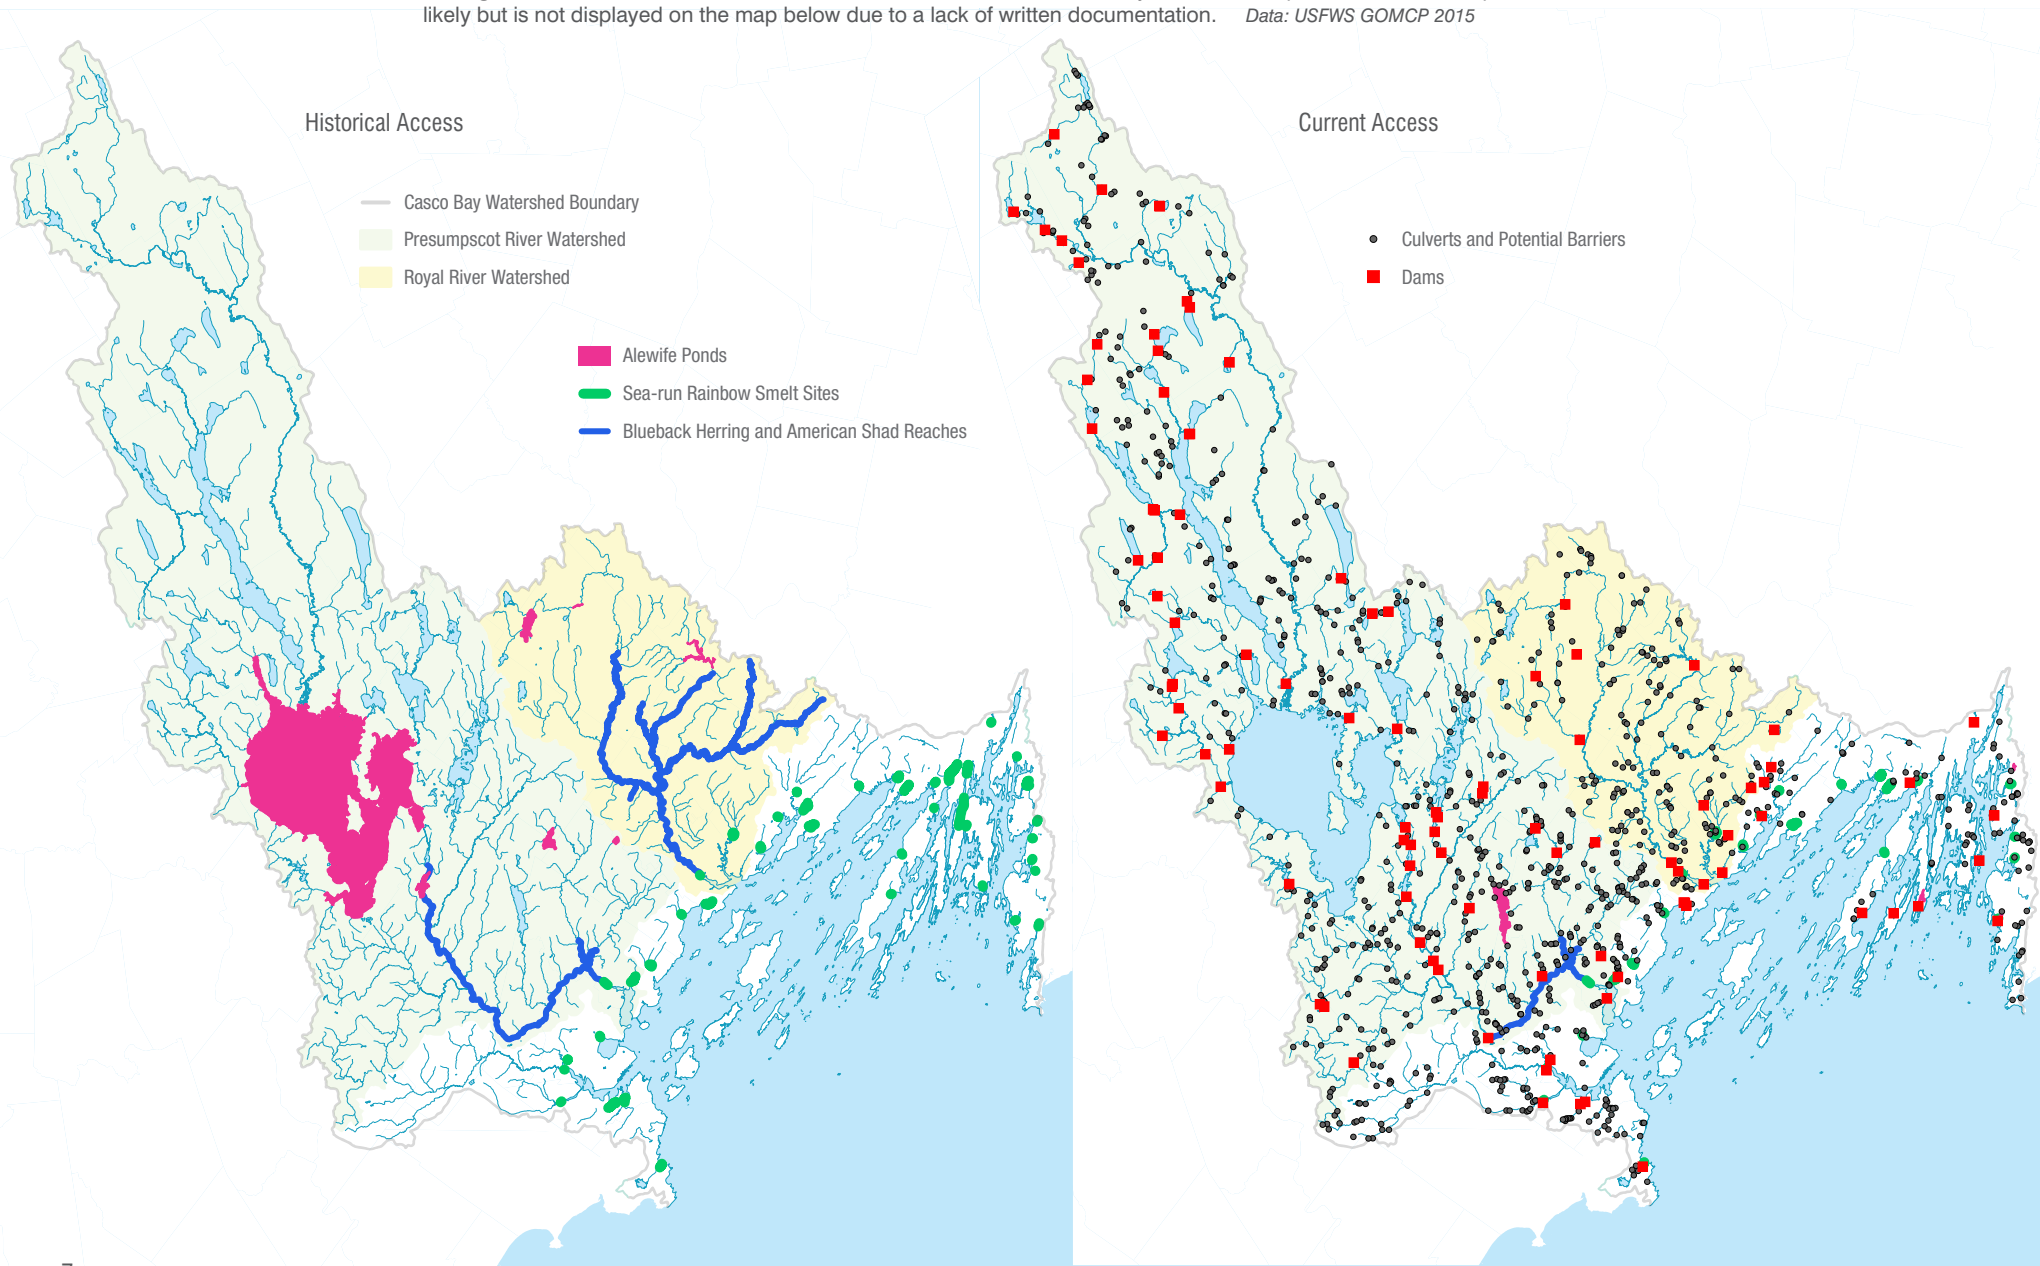 likely but is not displayed on the map below due to a lack of written documentation. Data: USFWS GOMCP 2015
Historical Access
Casco Bay Watershed Boundary
Presumpscot River Watershed
Royal River Watershed
Alewife Ponds
Sea-run Rainbow Smelt Sites
Blueback Herring and American Shad Reaches
Current Access
Culverts and Potential Barriers
Dams